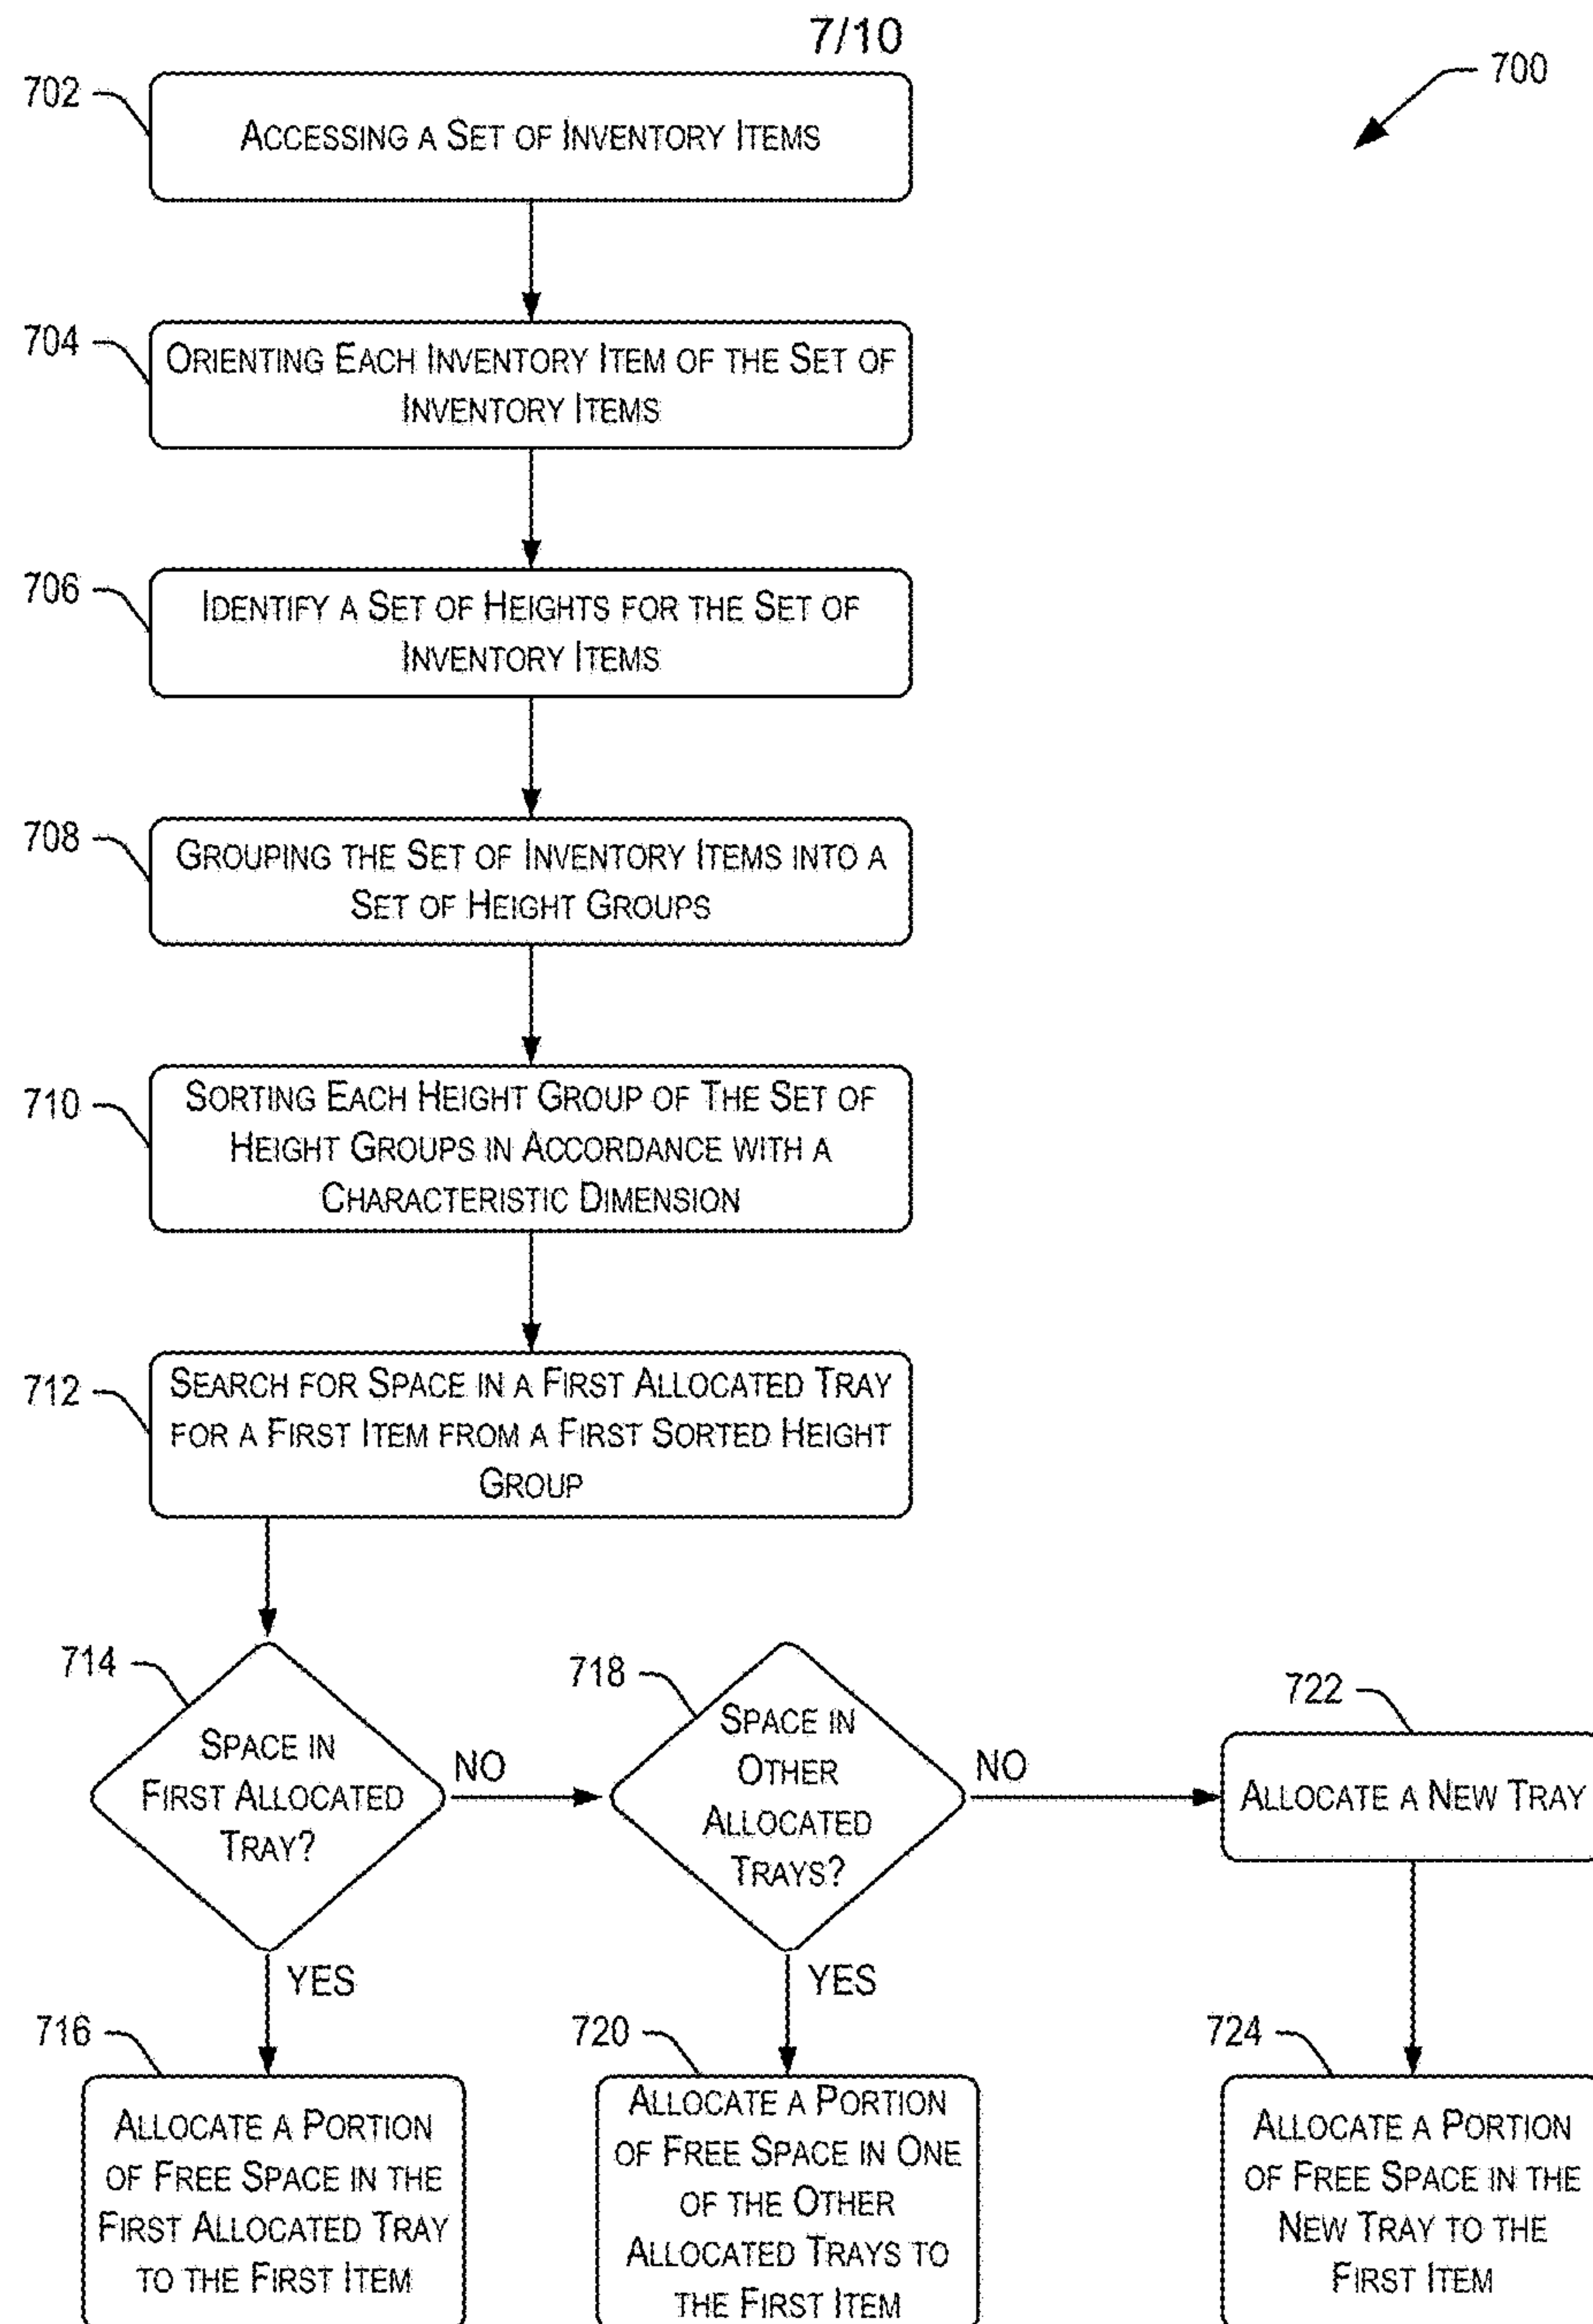 7/10
700
702
ACCESSING A SET OF INVENTORY ITEMS
704
ORIENTING EACH INVENTORY ITEM OF THE SET OF
INVENTORY ITEMS
706
IDENTIFY A SET OF HEIGHTS FOR THE SET OF
INVENTORY ITEMS
708
GROUPING THE SET OF INVENTORY ITEMS INTO A
SET OF HEIGHT GROUPS
710
SORTING EACH HEIGHT GROUP OF THE SET OF
HEIGHT GROUPS IN ACCORDANCE WITH A
CHARACTERISTIC DIMENSION
712
SEARCH FOR SPACE IN A FIRST ALLOCATED TRAY
FOR A FIRST ITEM FROM A FIRST SORTED HEIGHT
GROUP
714
SPACE IN
FIRST ALLOCATED
TRAY?
NO
YES
718
SPACE IN
OTHER
ALLOCATED
TRAYS?
NO
YES
722
ALLOCATE A NEW TRAY
716
ALLOCATE A PORTION
OF FREE SPACE IN THE
FIRST ALLOCATED TRAY
TO THE FIRST ITEM
720
ALLOCATE A PORTION
OF FREE SPACE IN ONE
OF THE OTHER
ALLOCATED TRAYS TO
THE FIRST ITEM
724
ALLOCATE A PORTION
OF FREE SPACE IN THE
NEW TRAY TO THE
FIRST ITEM